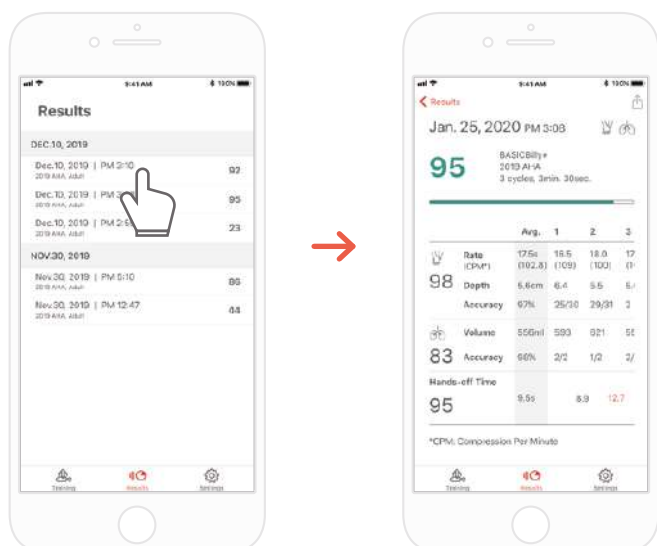 9:41 AM
100%
Results
DEC.10, 2019
Dec.10, 2019 | PM 2:10
92
2019 AHA, Adult
Dec.10, 2019 | PM
95
2019 AHA, Adult
Dec.10, 2019 | PM 2:
23
2019 AHA, Adult
NOV.30, 2019
Nov.30, 2019 | PM 5:10
86
2019 AHA, Adult
Nov.30, 2019 | PM 12:47
44
2019 AHA, Adult
Training Results Settings
9:41 AM
100%
Results
Jan. 25, 2020 PM 3:08
95
BASICBilly+
2019 AHA
3 cycles, 3min. 30sec.
Avg. 1 2 3
Rate 17.5s 16.5 18.0 17
(CPM*) (102.8) (109) (100)
98
Depth 5.6cm 6.4 5.5
Accuracy 97% 25/30 29/31 3
Volume 556ml 593 621
83
Accuracy 66% 2/2 1/2 2/
Hands-off Time
95
9.5s 8.9 12.7
*CPM: Compression Per Minute
Training Results Settings